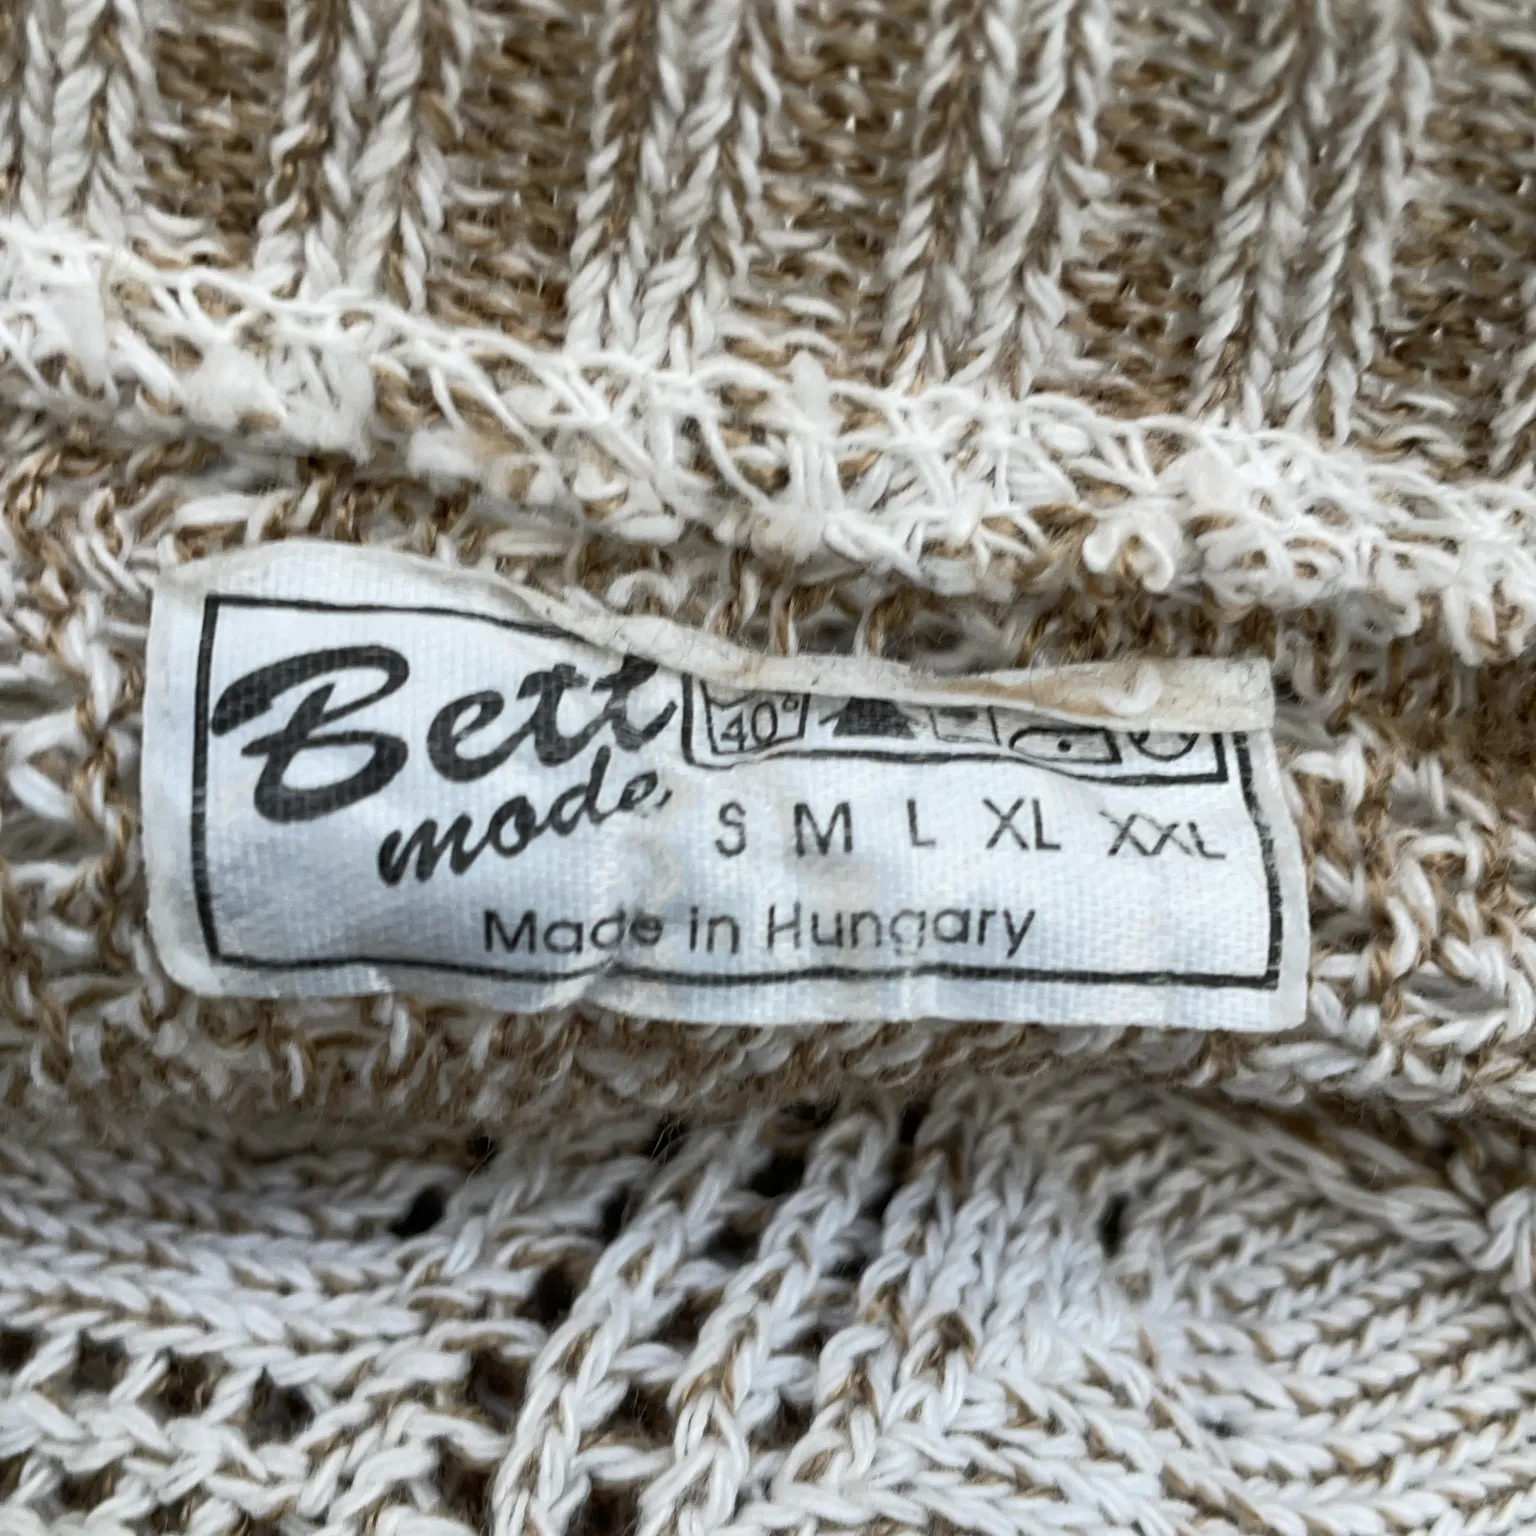 Bett
mode
40°
S M L XL XXL
Made in Hungary